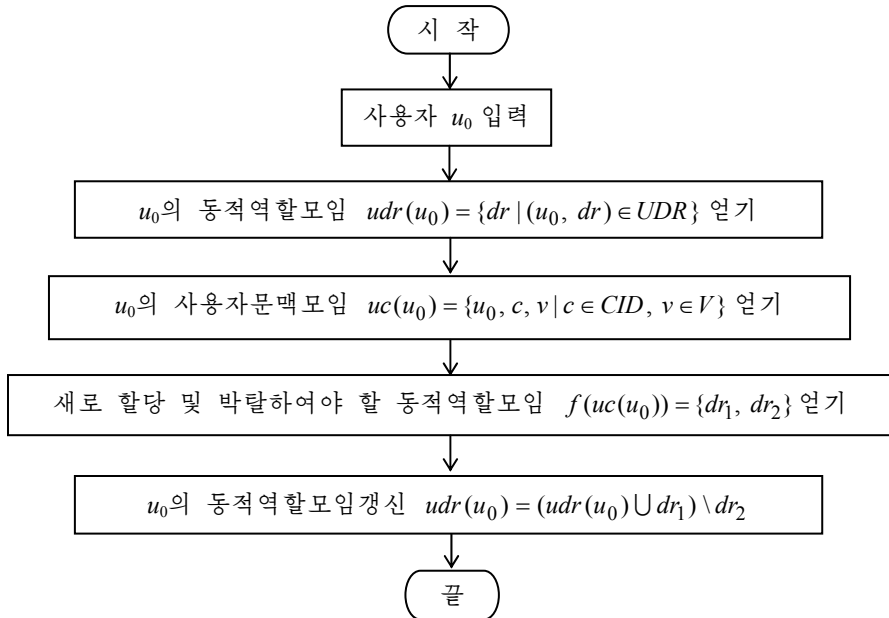 시 작
사용자 u₀ 입력
u₀의 동적역할모임 udr(u₀) = {dr | (u₀, dr) ∈ UDR} 얻기
u₀의 사용자문맥모임 uc(u₀) = {u₀, c, v | c ∈ CID, v ∈ V} 얻기
새로 할당 및 박탈하여야 할 동적역할모임 f(uc(u₀)) = {dr₁, dr₂} 얻기
u₀의 동적역할모임갱신 udr(u₀) = (udr(u₀) ∪ dr₁) \ dr₂
끝